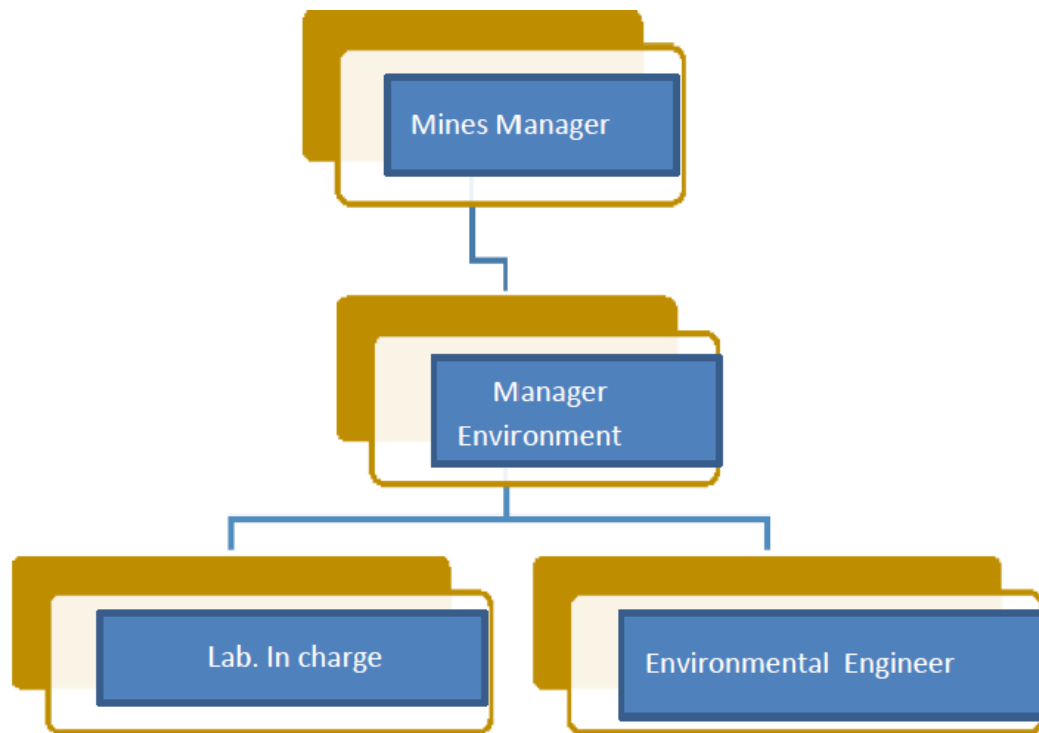 Mines Manager
Manager
Environment
Lab. In charge
Environmental Engineer